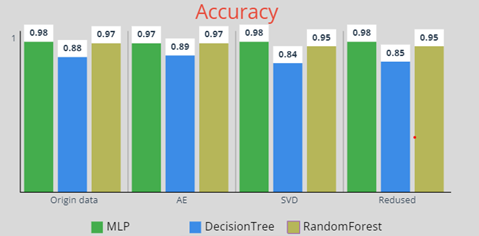 Accuracy
1
0.98 0.88 0.97 0.97 0.89 0.97 0.98 0.84 0.95 0.98 0.85 0.95
Origin data AE SVD Redused
MLP DecisionTree RandomForest